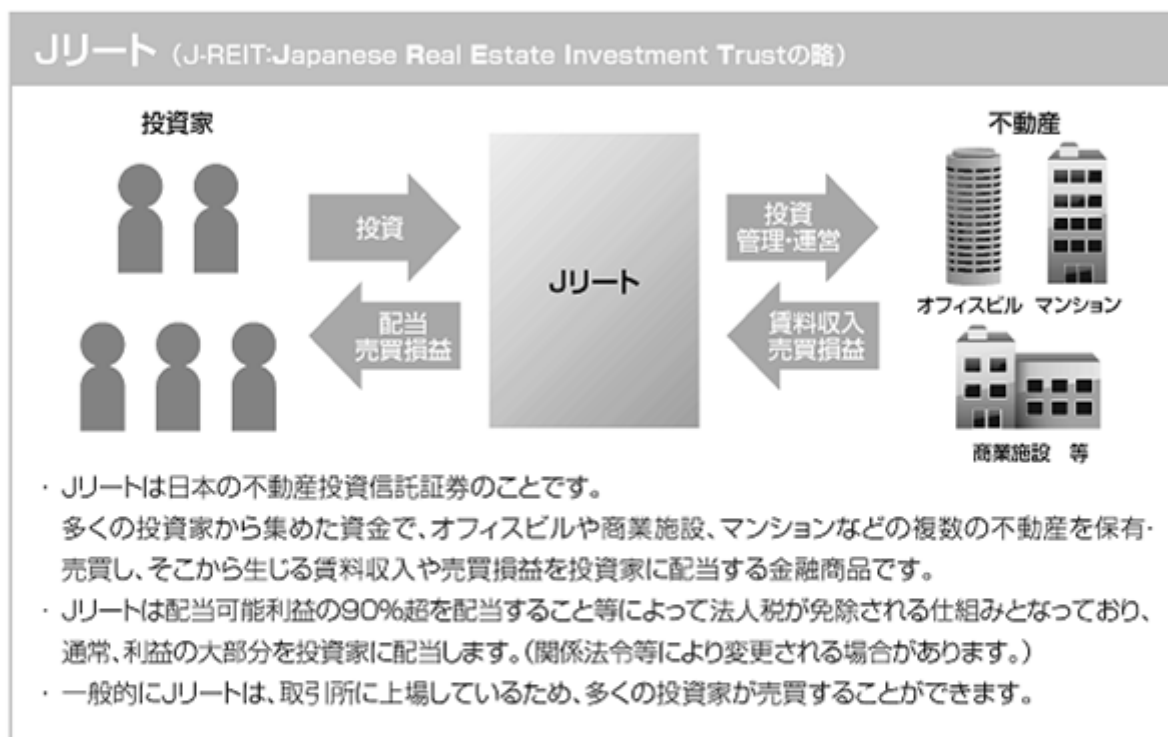 Jリート（J-REIT:Japanese Real Estate Investment Trustの略）
投資家
不動産
投資
投資
管理・運営
Jリート
配当
売買損益
賃料収入
売買損益
オフィスビル
マンション
商業施設 等
・Jリートは日本の不動産投資信託証券のことです。
多くの投資家から集めた資金で、オフィスビルや商業施設、マンションなどの複数の不動産を保有・
売買し、そこから生じる賃料収入や売買損益を投資家に配当する金融商品です。
・Jリートは配当可能利益の90%超を配当すること等によって法人税が免除される仕組みとなっており、
通常、利益の大部分を投資家に配当します。（関係法令等により変更される場合があります。）
・一般的にJリートは、取引所に上場しているため、多くの投資家が売買することができます。